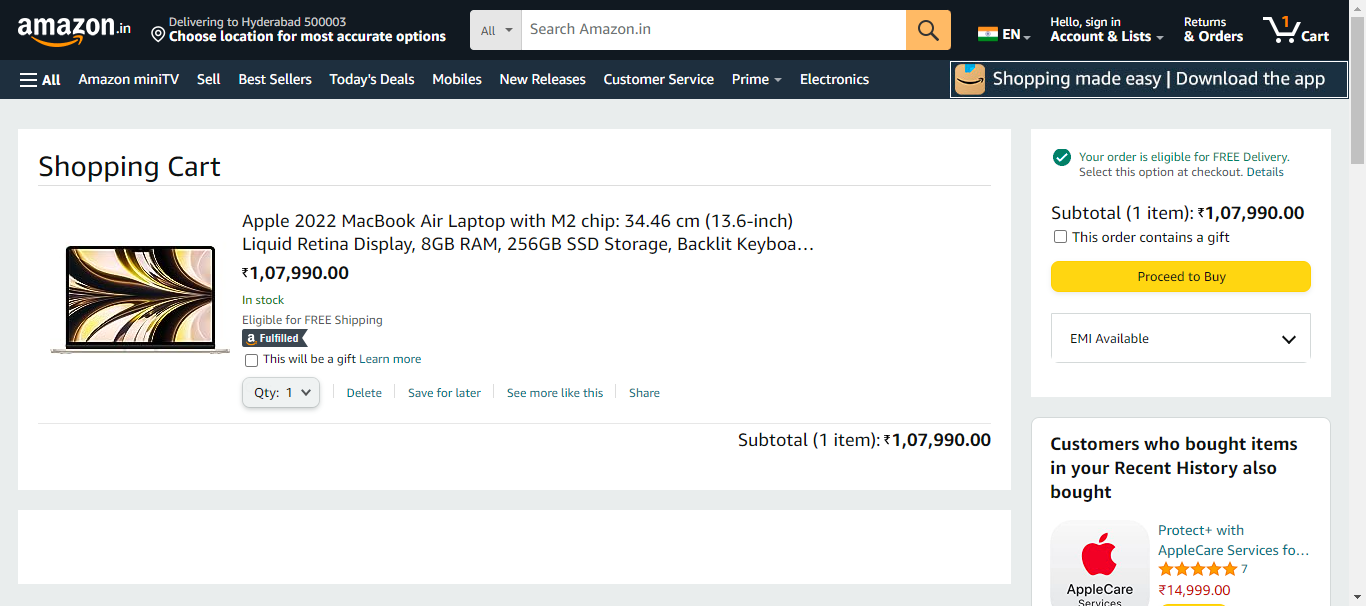 amazon.in
Delivering to Hyderabad 500003
Choose location for most accurate options
All
Search Amazon.in
EN
Hello, sign in
Account & Lists
Returns
& Orders
1
Cart
All
Amazon miniTV
Sell
Best Sellers
Today's Deals
Mobiles
New Releases
Customer Service
Prime
Electronics
Shopping made easy | Download the app
Shopping Cart
Apple 2022 MacBook Air Laptop with M2 chip: 34.46 cm (13.6-inch)
Liquid Retina Display, 8GB RAM, 256GB SSD Storage, Backlit Keyboa…
₹1,07,990.00
In stock
Eligible for FREE Shipping
a Fulfilled
This will be a gift Learn more
Qty: 1
Delete
Save for later
See more like this
Share
Subtotal (1 item): ₹1,07,990.00
Your order is eligible for FREE Delivery.
Select this option at checkout. Details
Subtotal (1 item): ₹1,07,990.00
This order contains a gift
Proceed to Buy
EMI Available
Customers who bought items
in your Recent History also
bought
AppleCare
Services
Protect+ with
AppleCare Services fo…
7
₹14,999.00